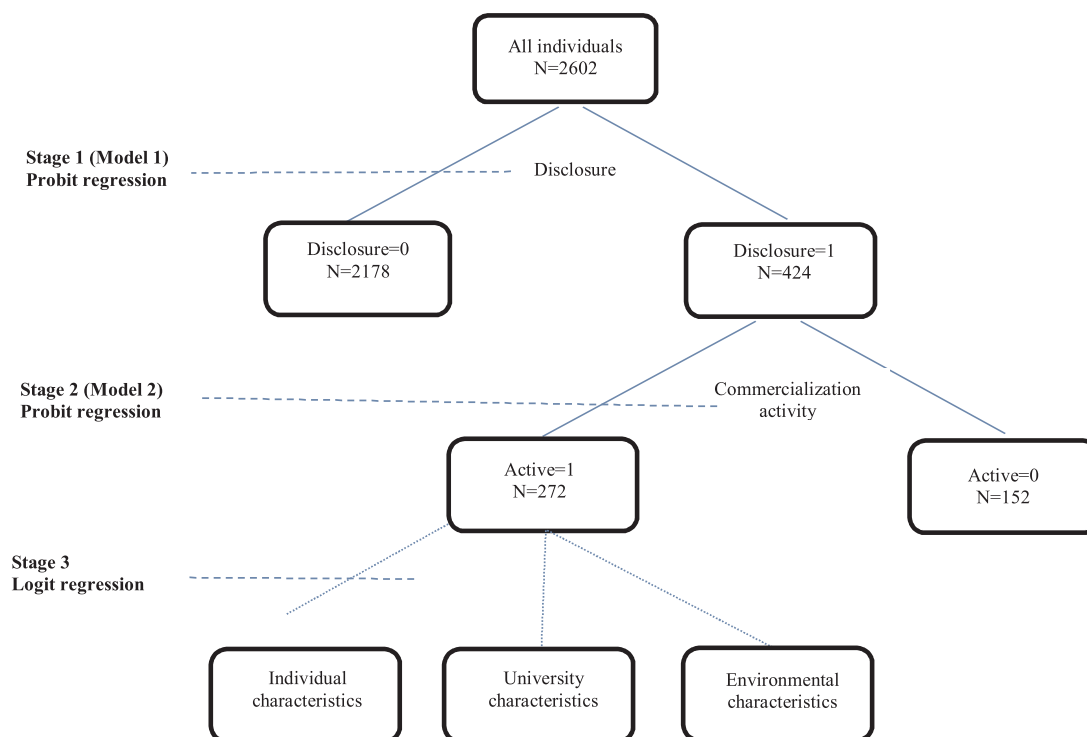 All individuals
N=2602
Stage 1 (Model 1)
Probit regression
Disclosure
Disclosure=0
N=2178
Disclosure=1
N=424
Stage 2 (Model 2)
Probit regression
Commercialization
activity
Active=1
N=272
Active=0
N=152
Stage 3
Logit regression
Individual
characteristics
University
characteristics
Environmental
characteristics